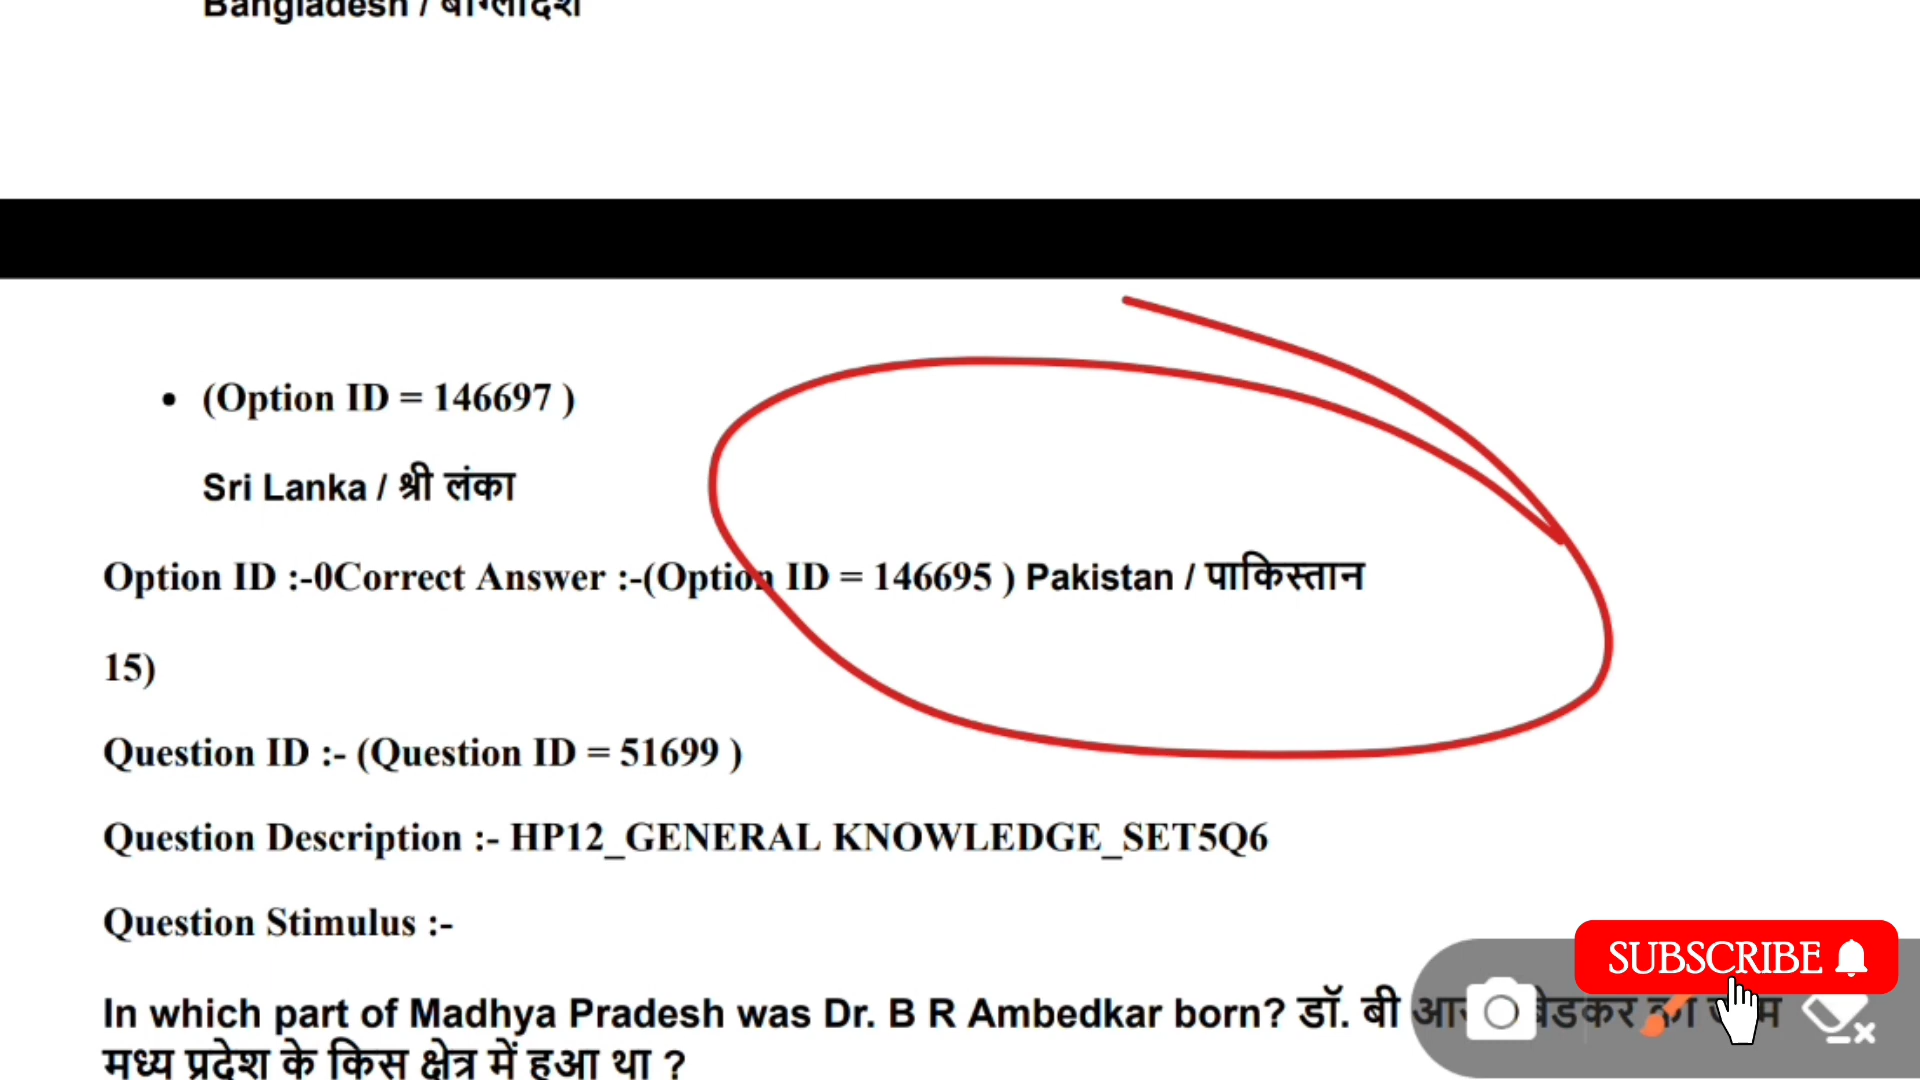 Bangladesh / बांग्लादेश
• (Option ID = 146697 )
Sri Lanka / श्री लंका
Option ID :-0Correct Answer :-(Option ID = 146695 ) Pakistan / पाकिस्तान
15)
Question ID :- (Question ID = 51699 )
Question Description :- HP12_GENERAL KNOWLEDGE_SET5Q6
Question Stimulus :-
SUBSCRIBE
In which part of Madhya Pradesh was Dr. B R Ambedkar born? डॉ. बी
मध्य प्रदेश के किस क्षेत्र में हुआ था ?